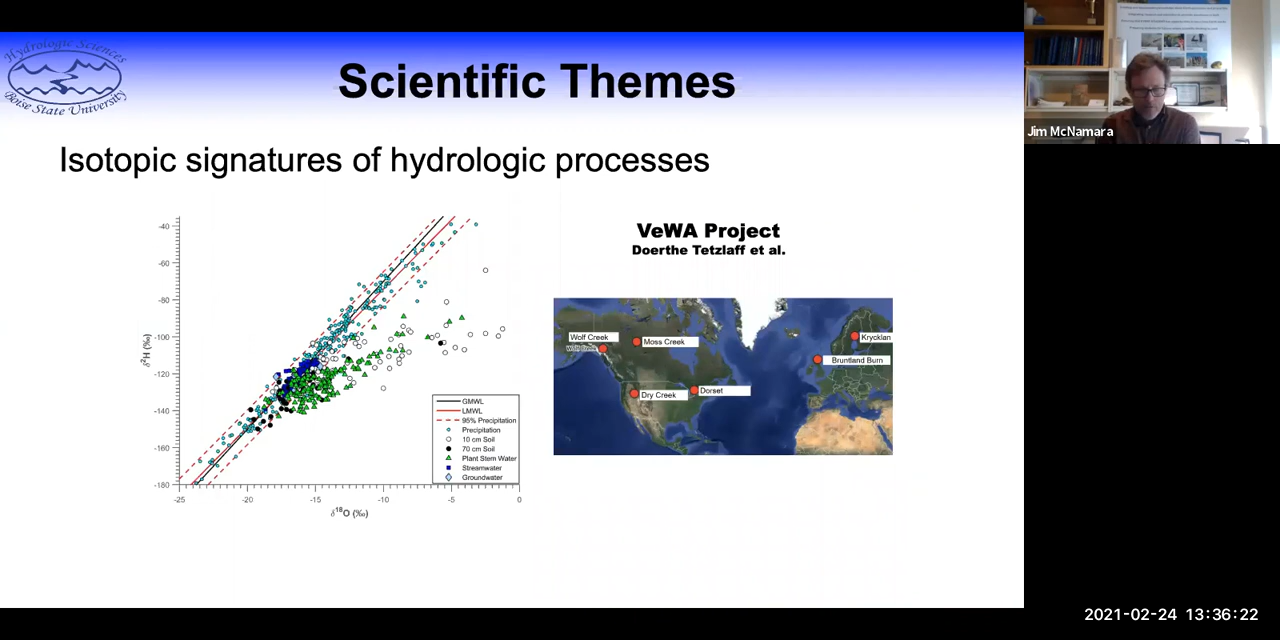 Hydrologic Sciences
Boise State University
Scientific Themes
Jim McNamara
Isotopic signatures of hydrologic processes
VeWA Project
Doerthe Tetzlaff et al.
-40
-60
-80
-100
-120
-140
-160
-180
δ²H (‰)
-25
-20
-15
-10
-5
0
δ¹⁸O (‰)
GMWL
LMWL
95% Precipitation
Precipitation
10 cm Soil
70 cm Soil
Plant Stem Water
Streamwater
Groundwater
Wolf Creek
Moss Creek
Krycklan
Bruntland Burn
Dry Creek
Dorset
2021-02-24 13:36:22